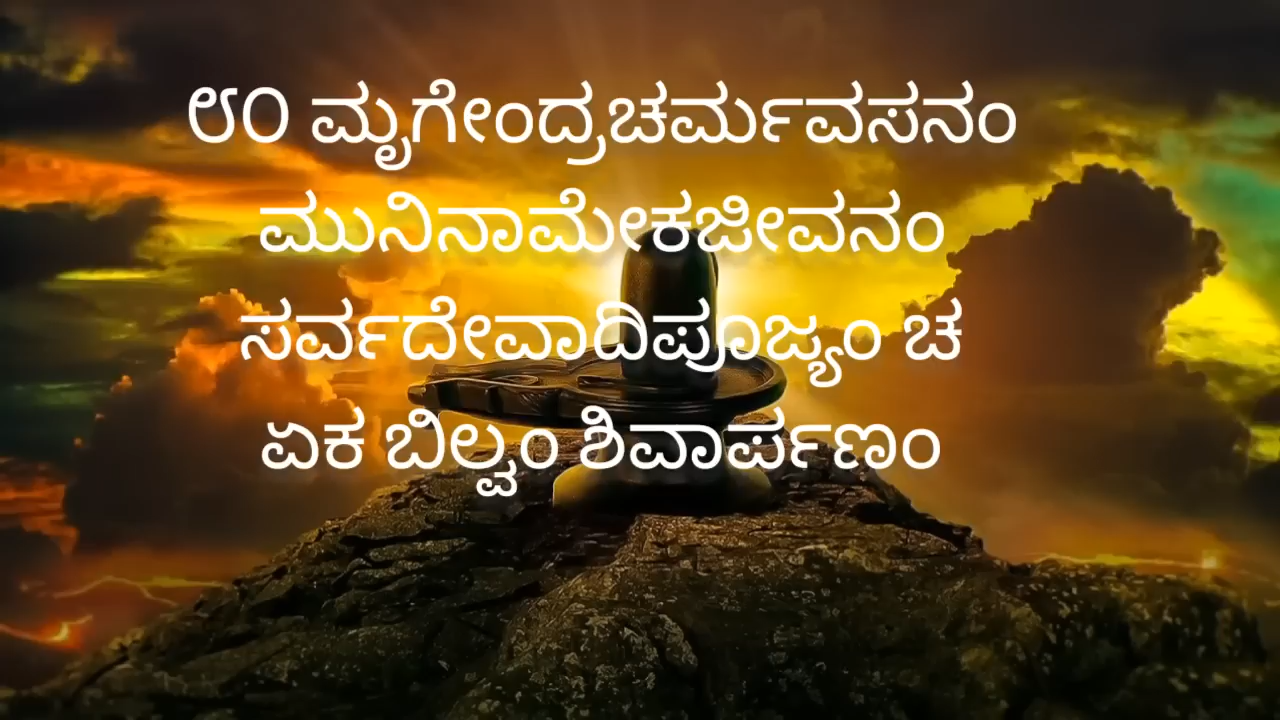 ೮೦ ಮೃಗೇಂದ್ರಚರ್ಮವಸನಂ
ಮುನಿನಾಮೇಕಜೀವನಂ
ಸರ್ವದೇವಾದಿಪೂಜ್ಯಂ ಚ
ಏಕ ಬಿಲ್ವಂ ಶಿವಾರ್ಪಣಂ